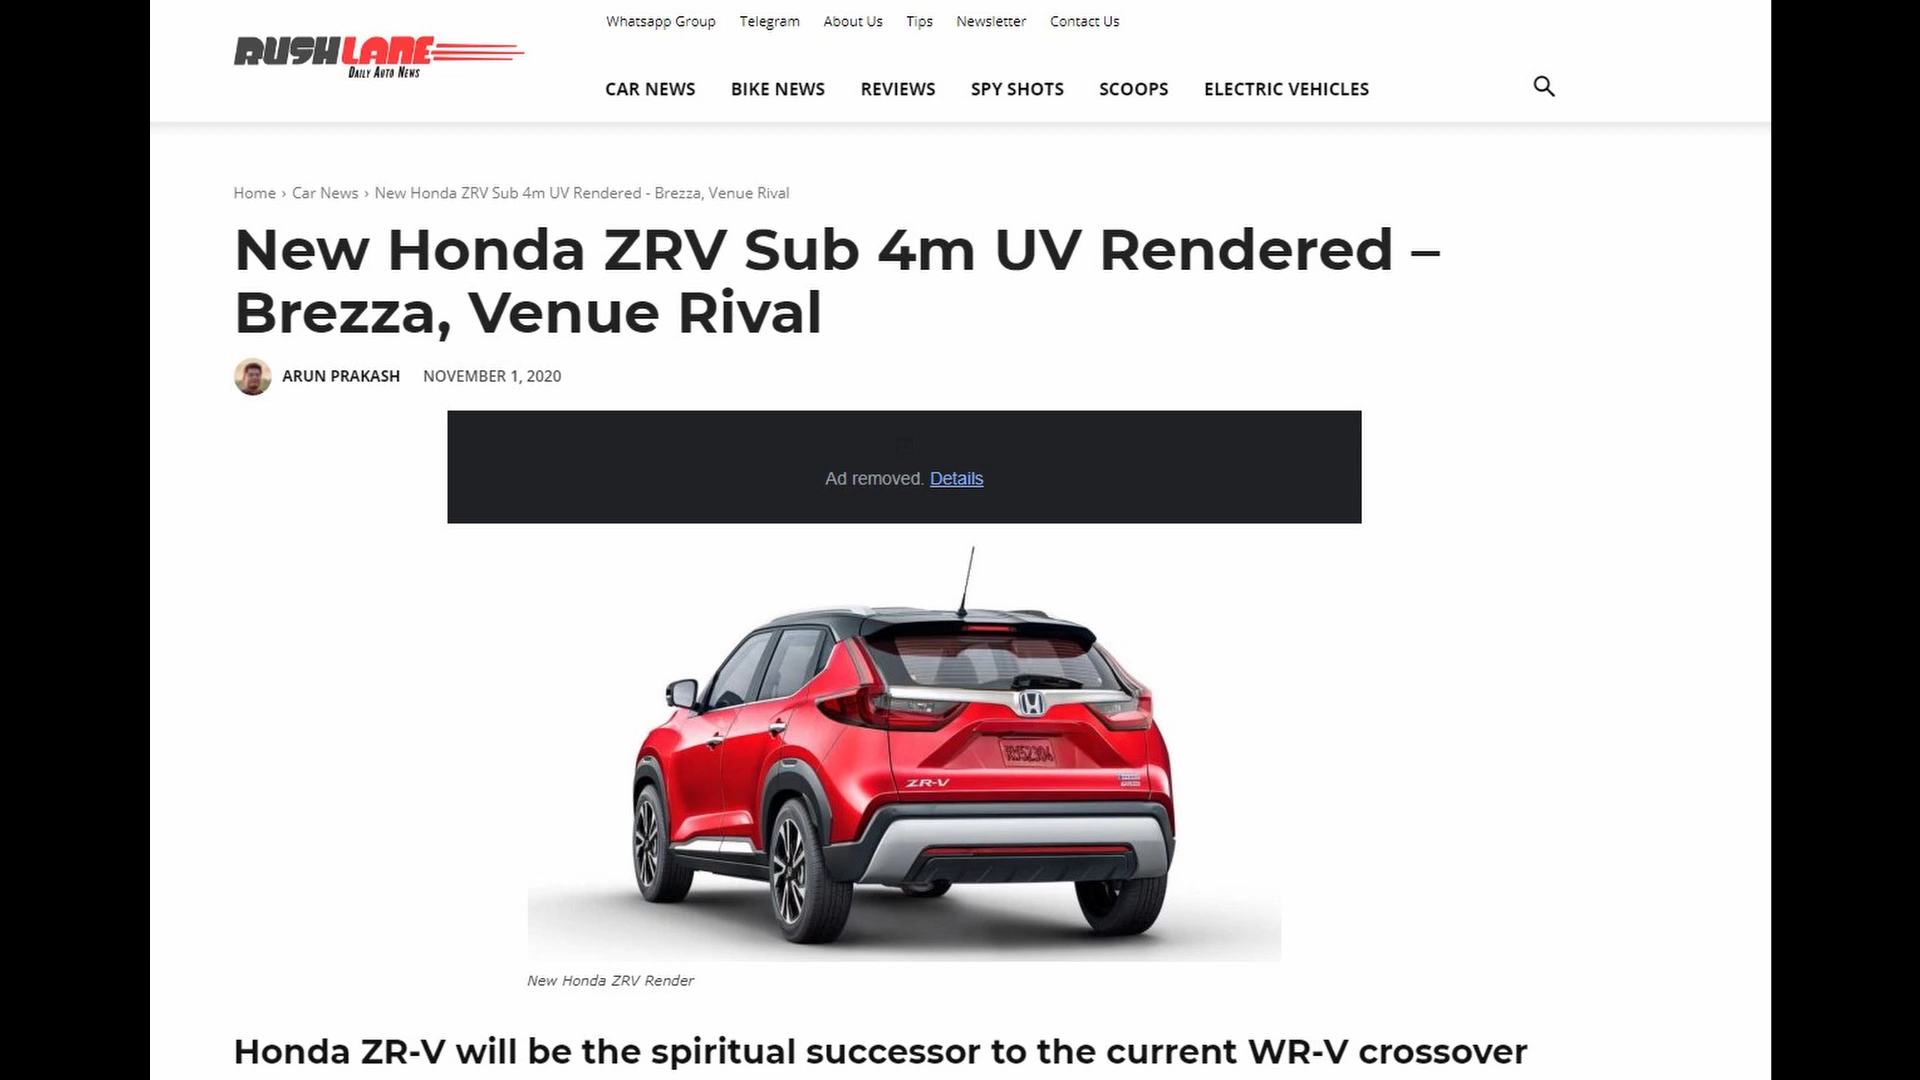 Whatsapp Group Telegram About Us Tips Newsletter Contact Us
RUSHLANE
DAILY AUTO NEWS
CAR NEWS BIKE NEWS REVIEWS SPY SHOTS SCOOPS ELECTRIC VEHICLES
Home › Car News › New Honda ZRV Sub 4m UV Rendered - Brezza, Venue Rival
New Honda ZRV Sub 4m UV Rendered –
Brezza, Venue Rival
ARUN PRAKASH NOVEMBER 1, 2020
Ad removed. Details
ZR-V
New Honda ZRV Render
Honda ZR-V will be the spiritual successor to the current WR-V crossover